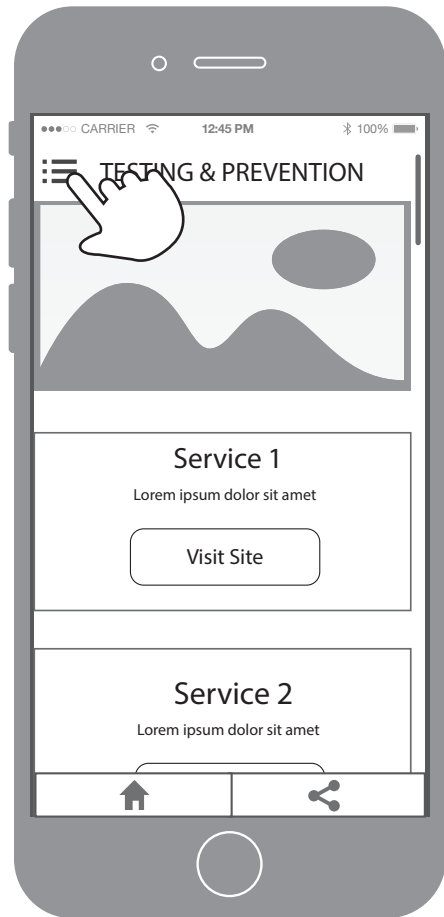 CARRIER 12:45 PM 100%
TESTING & PREVENTION
Service 1
Lorem ipsum dolor sit amet
Visit Site
Service 2
Lorem ipsum dolor sit amet